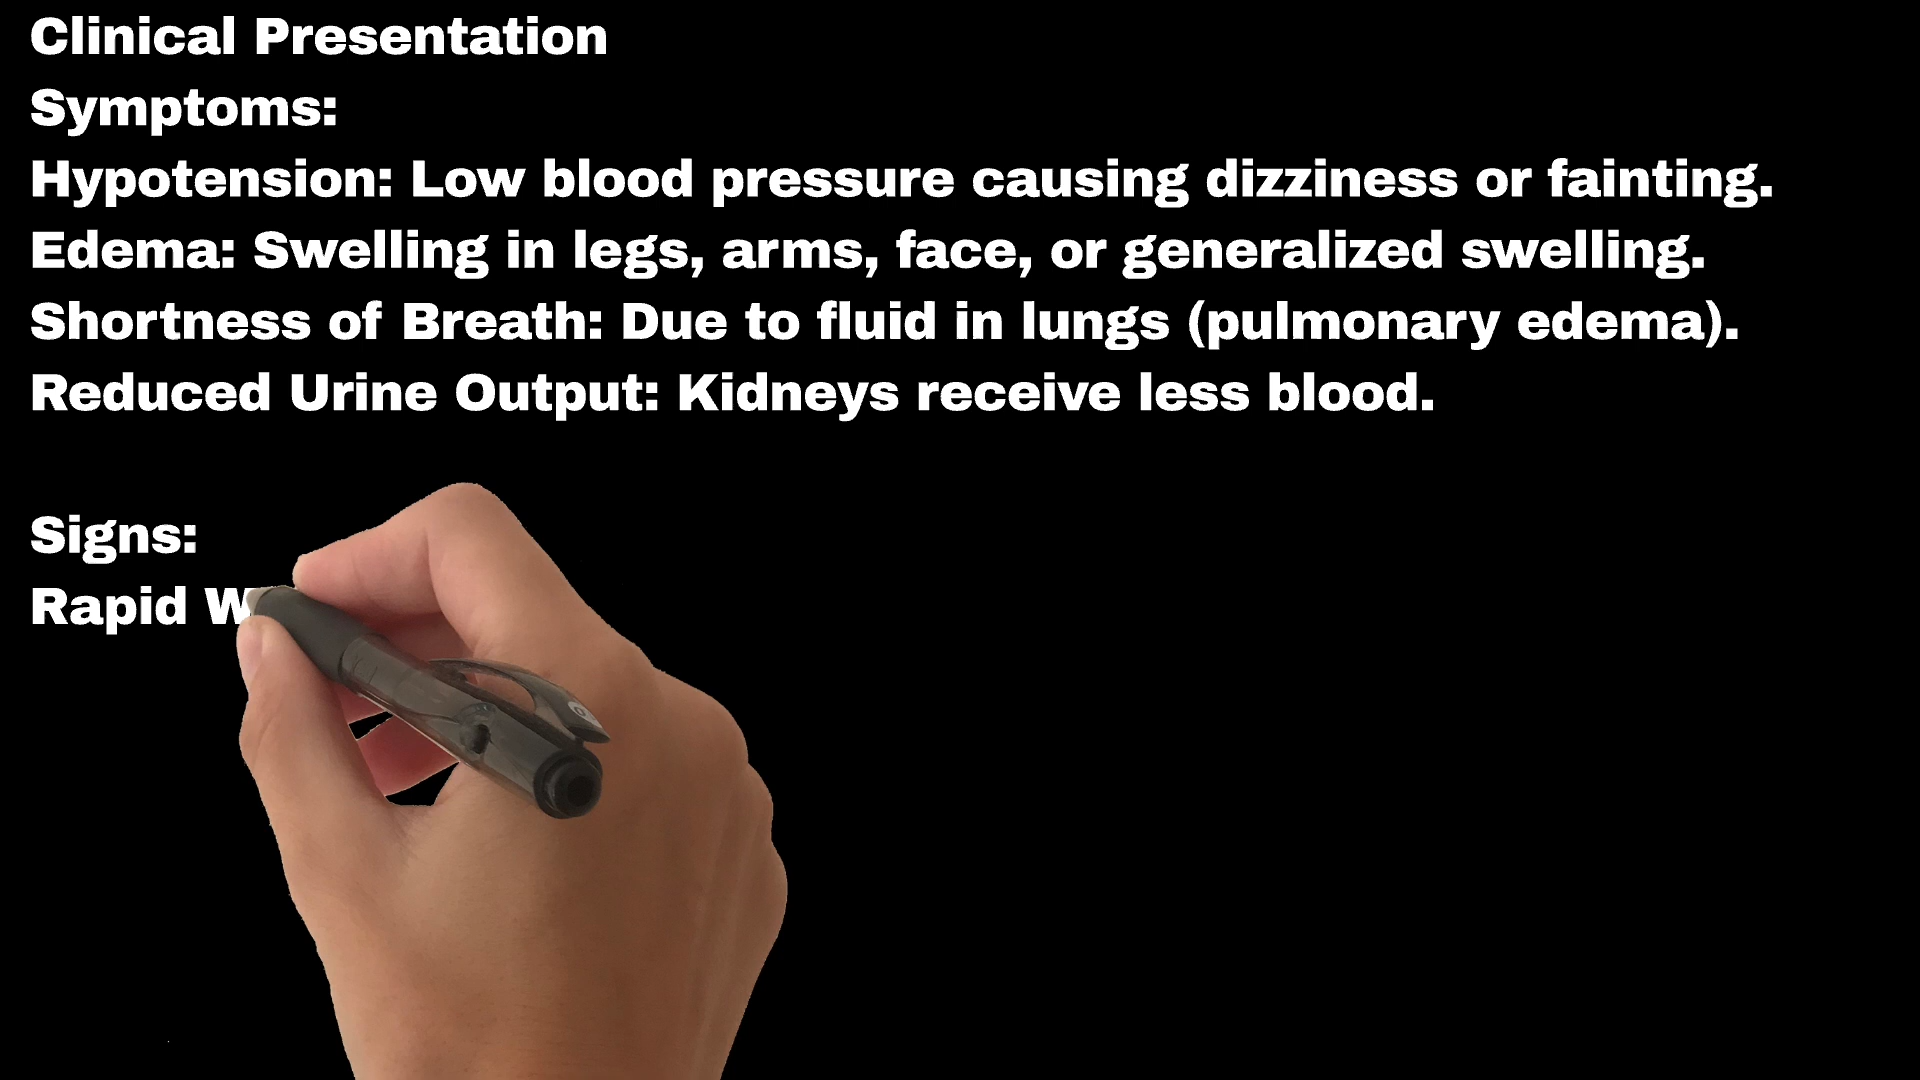 Clinical Presentation
Symptoms:
Hypotension: Low blood pressure causing dizziness or fainting.
Edema: Swelling in legs, arms, face, or generalized swelling.
Shortness of Breath: Due to fluid in lungs (pulmonary edema).
Reduced Urine Output: Kidneys receive less blood.
Signs:
Rapid W